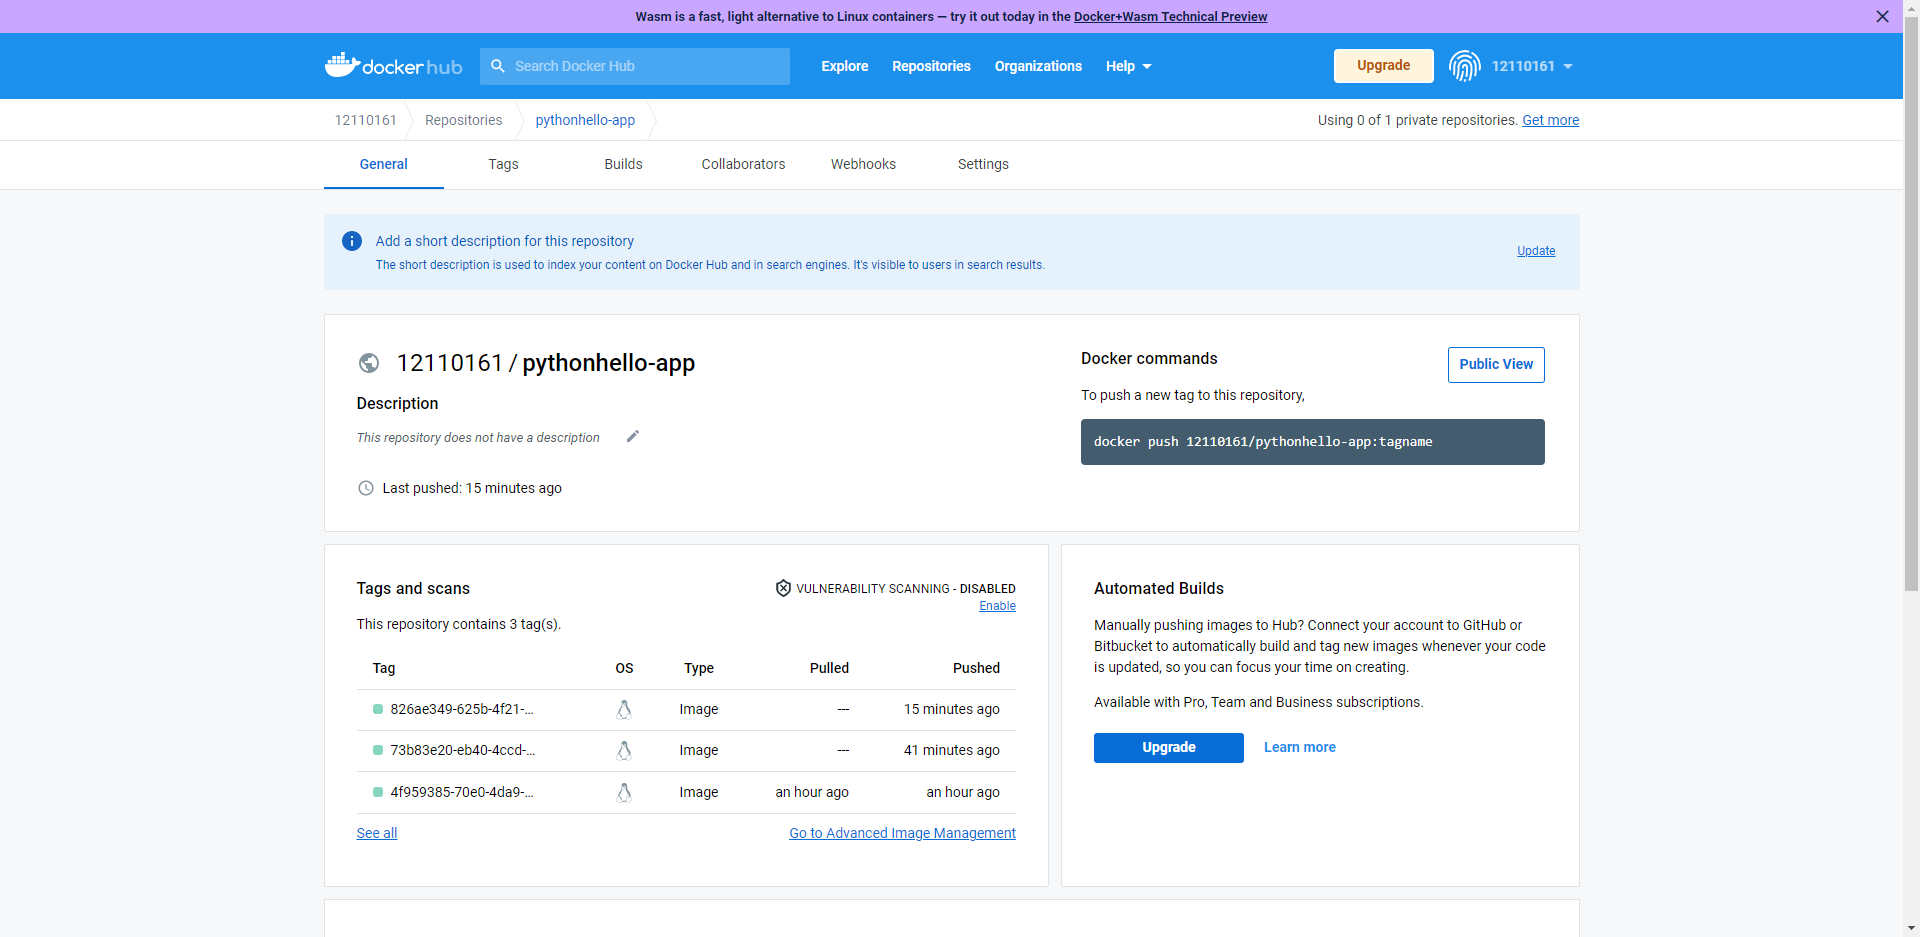 Wasm is a fast, light alternative to Linux containers — try it out today in the Docker+Wasm Technical Preview
docker hub
Search Docker Hub
Explore
Repositories
Organizations
Help
Upgrade
12110161
12110161
Repositories
pythonhello-app
Using 0 of 1 private repositories. Get more
General
Tags
Builds
Collaborators
Webhooks
Settings
Add a short description for this repository
The short description is used to index your content on Docker Hub and in search engines. It's visible to users in search results.
Update
12110161 / pythonhello-app
Description
This repository does not have a description
Last pushed: 15 minutes ago
Docker commands
Public View
To push a new tag to this repository,
docker push 12110161/pythonhello-app:tagname
Tags and scans
VULNERABILITY SCANNING - DISABLED
Enable
This repository contains 3 tag(s).
Tag OS Type Pulled Pushed
826ae349-625b-4f21-... Image --- 15 minutes ago
73b83e20-eb40-4ccd-... Image --- 41 minutes ago
4f959385-70e0-4da9-... Image an hour ago an hour ago
See all
Go to Advanced Image Management
Automated Builds
Manually pushing images to Hub? Connect your account to GitHub or
Bitbucket to automatically build and tag new images whenever your code
is updated, so you can focus your time on creating.
Available with Pro, Team and Business subscriptions.
Upgrade
Learn more